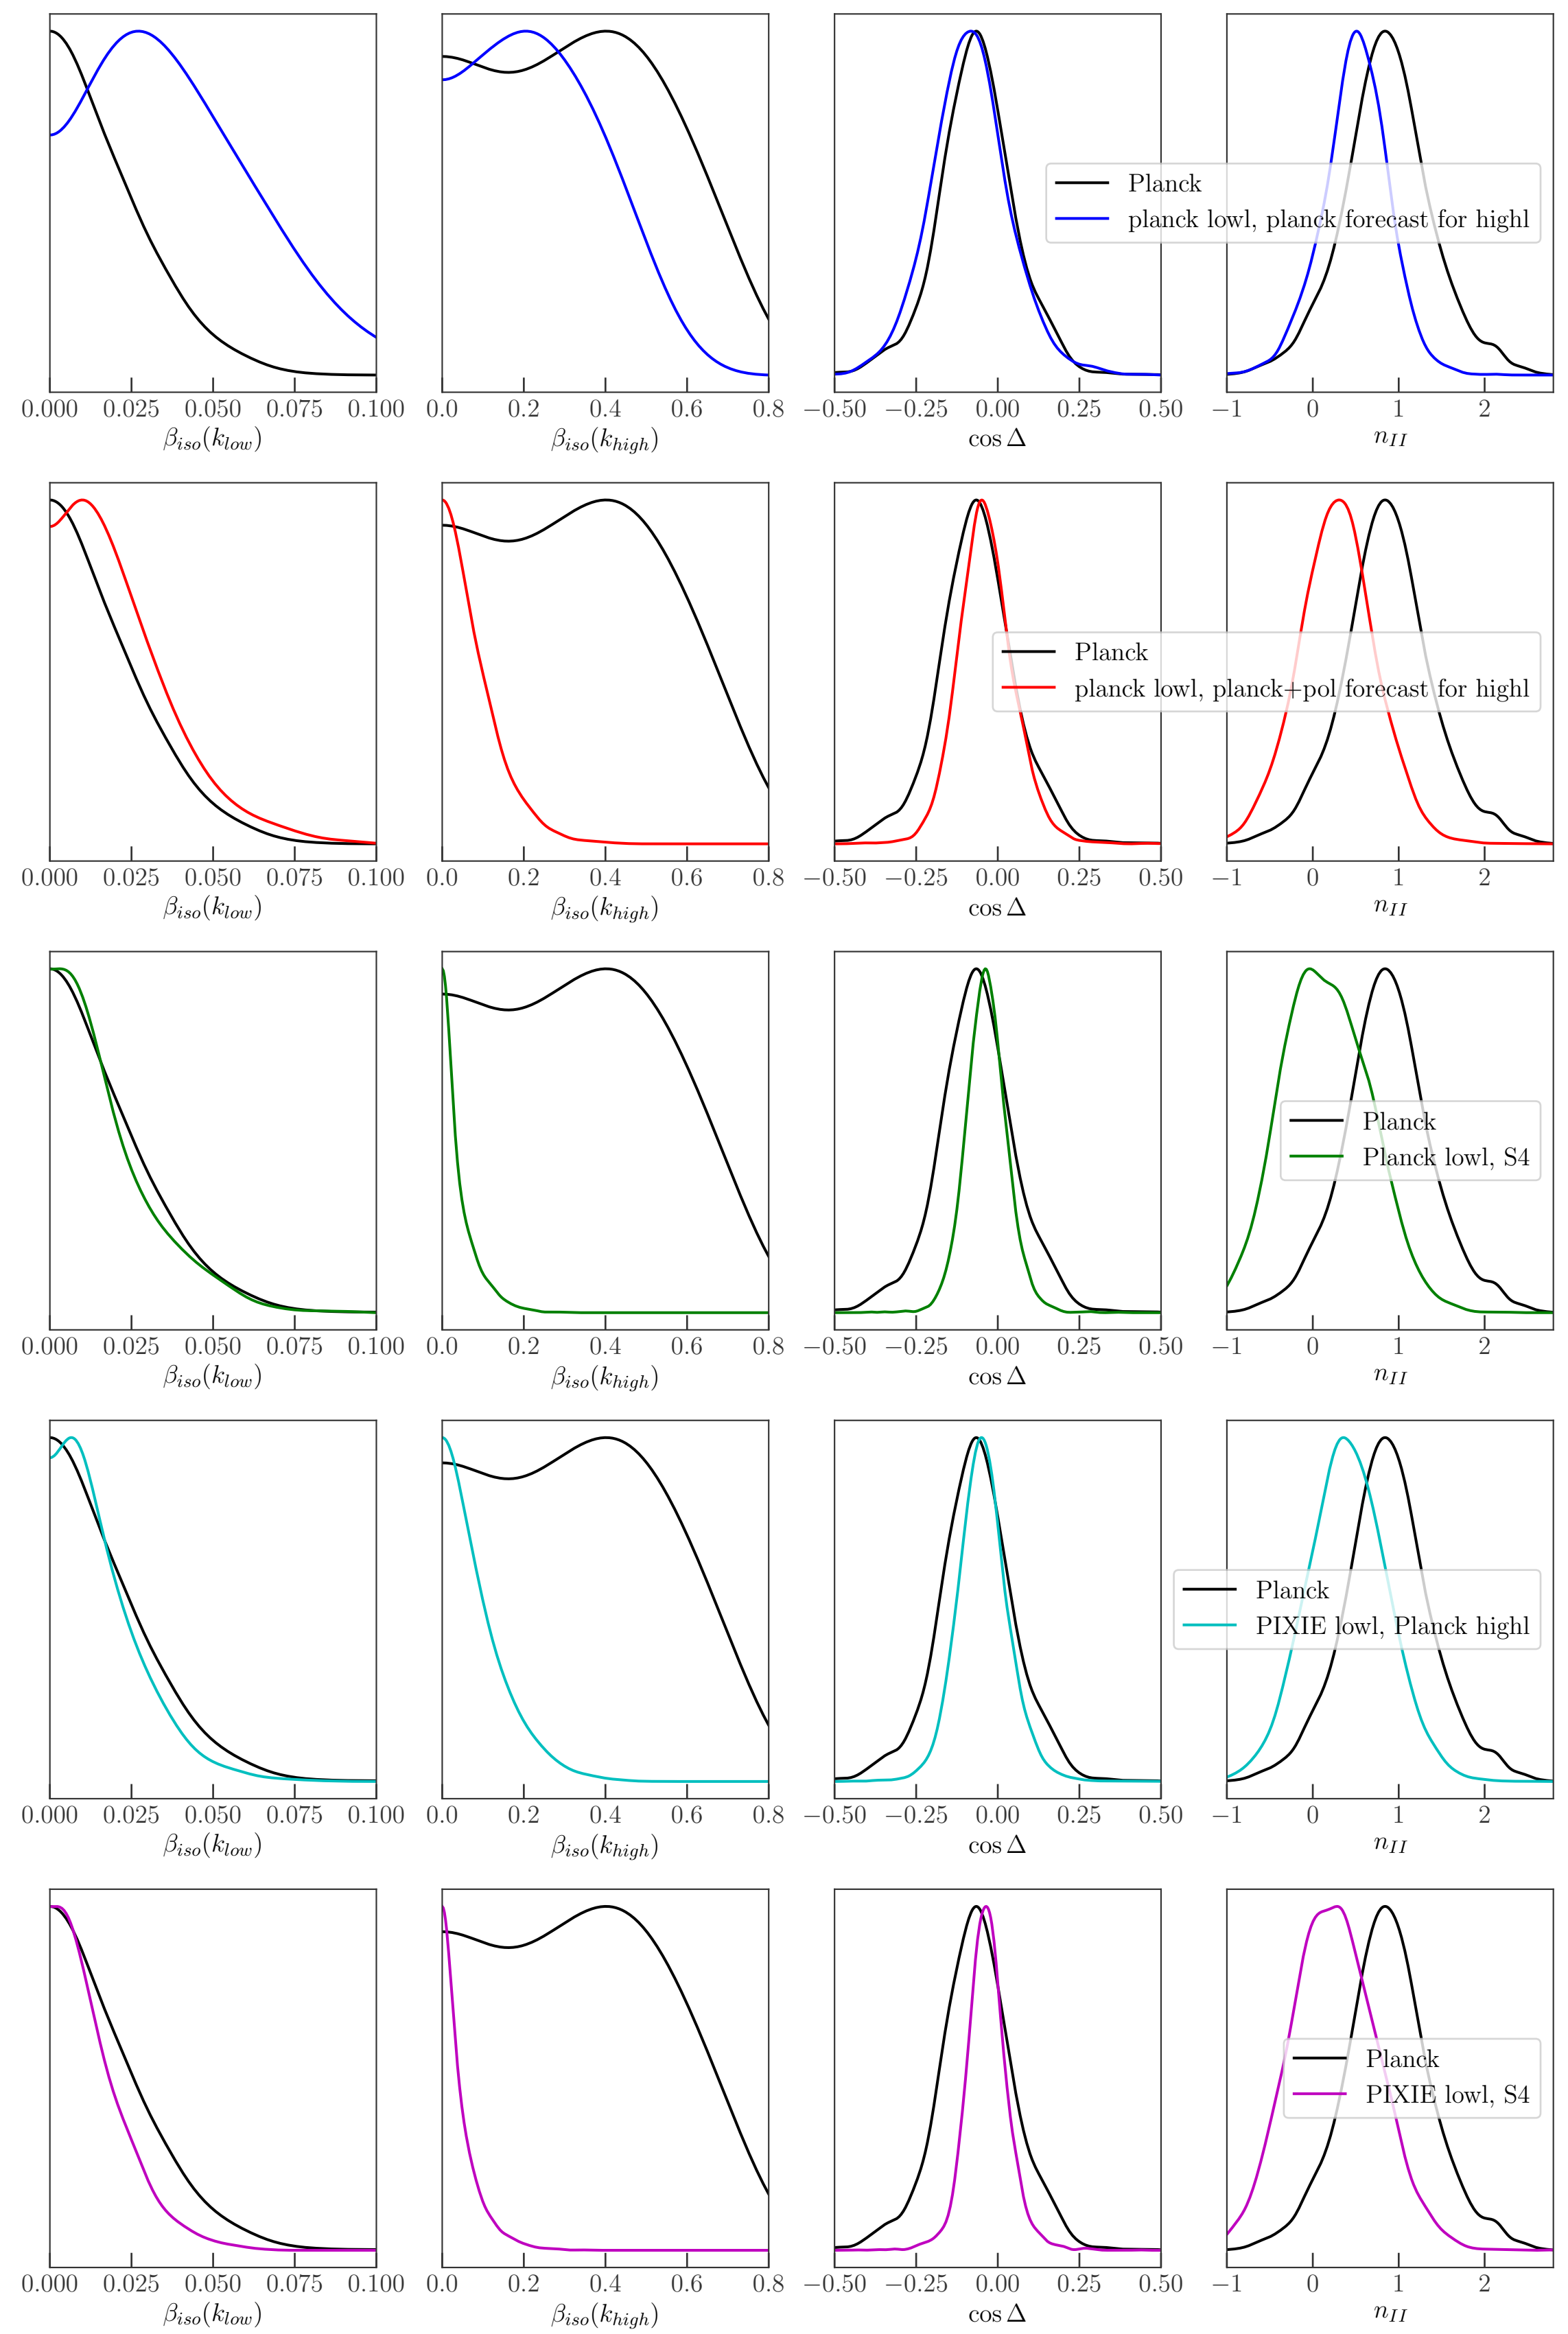 Planck
planck lowl, planck forecast for highl
0.000 0.025 0.050 0.075 0.100 0.0 0.2 0.4 0.6 0.8 −0.50 −0.25 0.00 0.25 0.50 −1 0 1 2
β_iso(k_low) β_iso(k_high) cos Δ n_II
Planck
planck lowl, planck+pol forecast for highl
0.000 0.025 0.050 0.075 0.100 0.0 0.2 0.4 0.6 0.8 −0.50 −0.25 0.00 0.25 0.50 −1 0 1 2
β_iso(k_low) β_iso(k_high) cos Δ n_II
Planck
Planck lowl, S4
0.000 0.025 0.050 0.075 0.100 0.0 0.2 0.4 0.6 0.8 −0.50 −0.25 0.00 0.25 0.50 −1 0 1 2
β_iso(k_low) β_iso(k_high) cos Δ n_II
Planck
PIXIE lowl, Planck highl
0.000 0.025 0.050 0.075 0.100 0.0 0.2 0.4 0.6 0.8 −0.50 −0.25 0.00 0.25 0.50 −1 0 1 2
β_iso(k_low) β_iso(k_high) cos Δ n_II
Planck
PIXIE lowl, S4
0.000 0.025 0.050 0.075 0.100 0.0 0.2 0.4 0.6 0.8 −0.50 −0.25 0.00 0.25 0.50 −1 0 1 2
β_iso(k_low) β_iso(k_high) cos Δ n_II